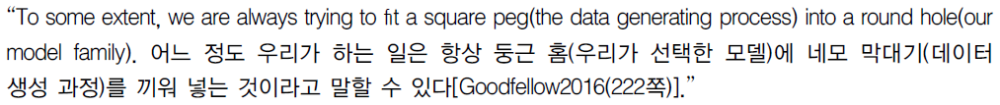 “To some extent, we are always trying to fit a square peg(the data generating process) into a round hole(our
model family). 어느 정도 우리가 하는 일은 항상 둥근 홈(우리가 선택한 모델)에 네모 막대기(데이터
생성 과정)를 끼워 넣는 것이라고 말할 수 있다[Goodfellow2016(222쪽)].”